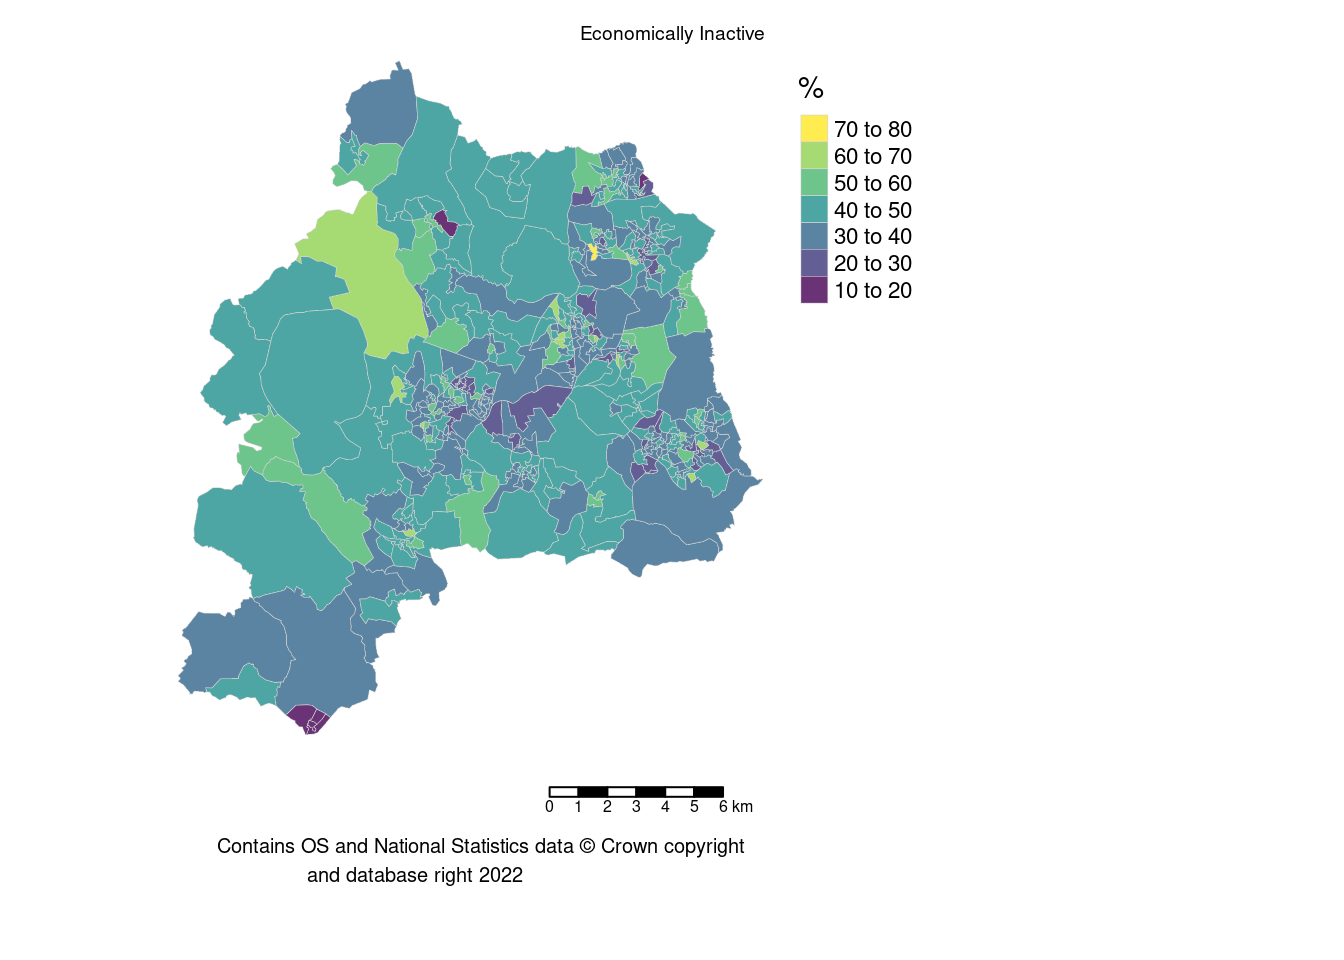 Economically Inactive
%
70 to 80
60 to 70
50 to 60
40 to 50
30 to 40
20 to 30
10 to 20
0 1 2 3 4 5 6 km
Contains OS and National Statistics data © Crown copyright
and database right 2022